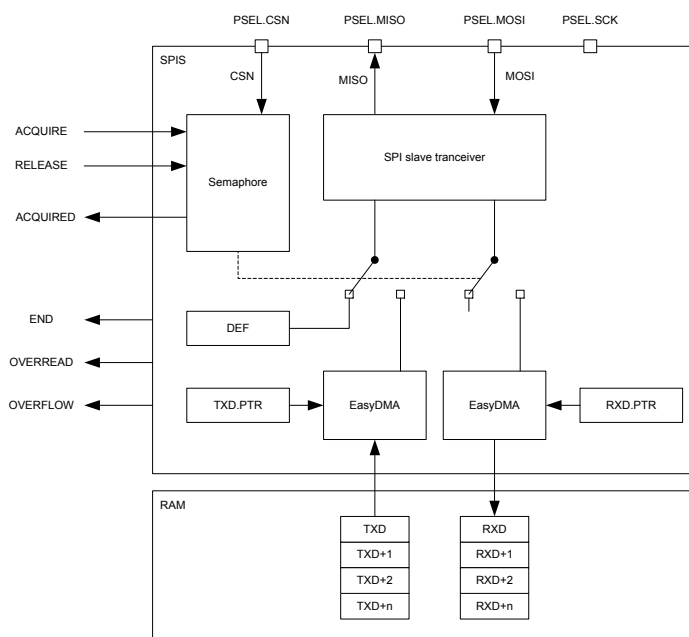 PSEL.CSN PSEL.MISO PSEL.MOSI PSEL.SCK
SPIS
CSN MISO MOSI
ACQUIRE
RELEASE
ACQUIRED
Semaphore
SPI slave tranceiver
END
OVERREAD
OVERFLOW
DEF
TXD.PTR EasyDMA EasyDMA RXD.PTR
RAM
TXD RXD
TXD+1 RXD+1
TXD+2 RXD+2
TXD+n RXD+n